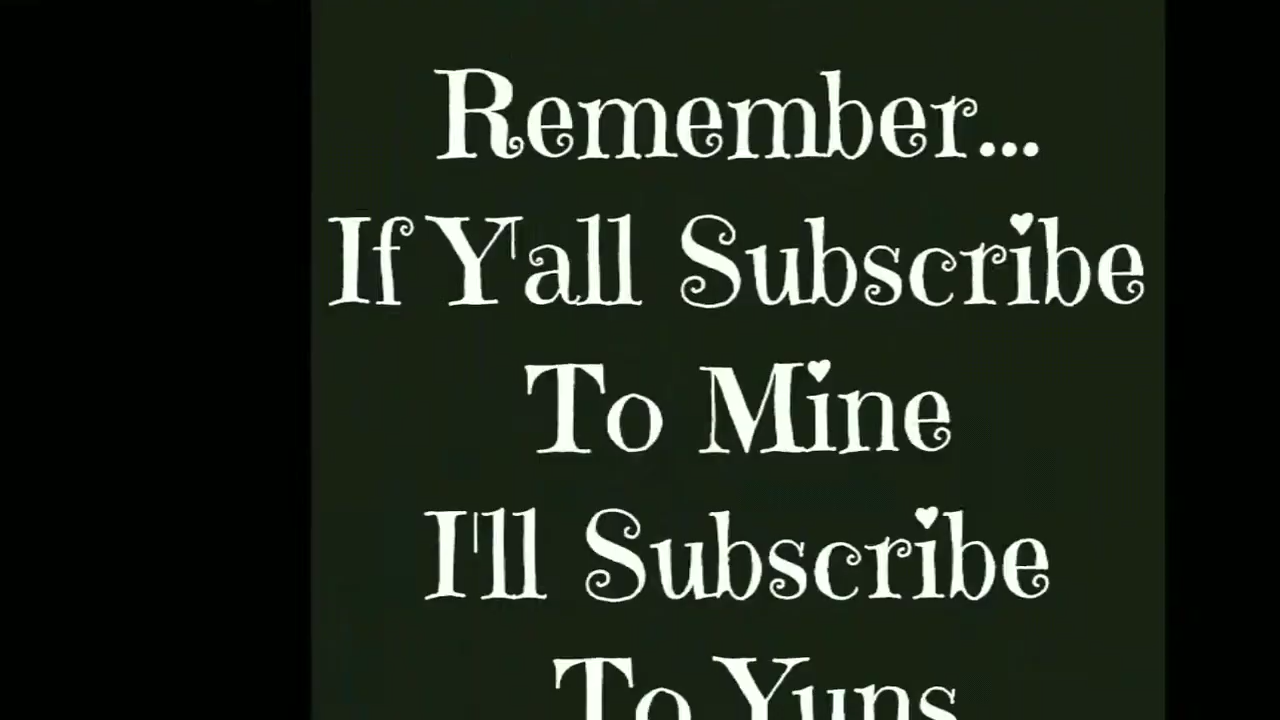 Remember...
If Y'all Subscribe
To Mine
I'll Subscribe
To Yuns